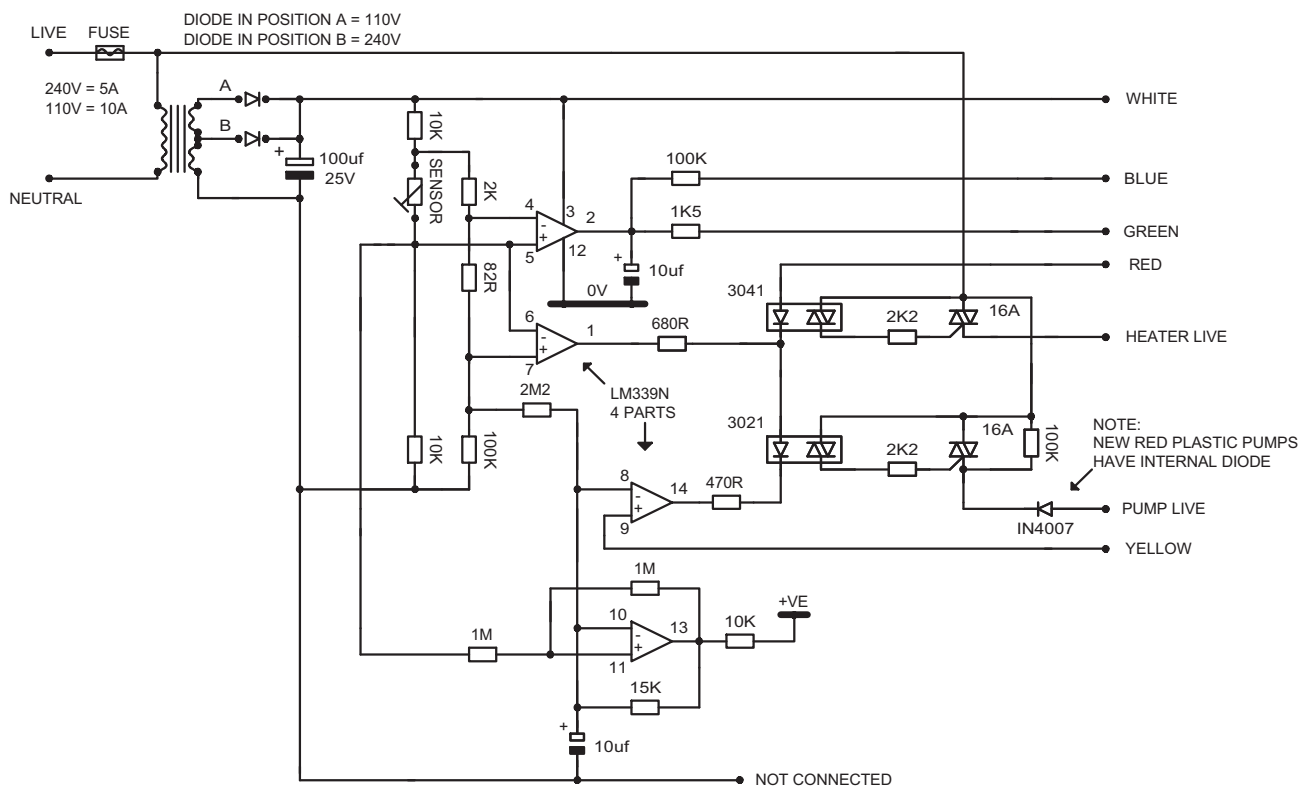 DIODE IN POSITION A = 110V
DIODE IN POSITION B = 240V
LIVE
FUSE
240V = 5A
110V = 10A
A
B
+
100uf
25V
NEUTRAL
10K
SENSOR
2K
82R
10K
100K
WHITE
100K
BLUE
1K5
GREEN
RED
4
-
3
2
+
5
12
+
10uf
0V
6
-
1
+
7
680R
LM339N
4 PARTS
2M2
3041
2K2
16A
HEATER LIVE
3021
2K2
16A
100K
NOTE:
NEW RED PLASTIC PUMPS
HAVE INTERNAL DIODE
8
-
14
+
9
470R
IN4007
PUMP LIVE
YELLOW
1M
1M
10
-
13
+
11
10K
+VE
15K
+
10uf
NOT CONNECTED